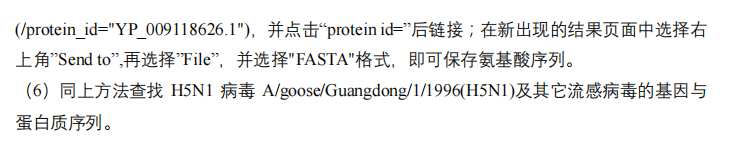 (/protein_id="YP_009118626.1")，并点击“protein id=”后链接；在新出现的结果页面中选择右
上角”Send to”,再选择”File”，并选择"FASTA"格式，即可保存氨基酸序列。
（6）同上方法查找 H5N1 病毒 A/goose/Guangdong/1/1996(H5N1)及其它流感病毒的基因与
蛋白质序列。